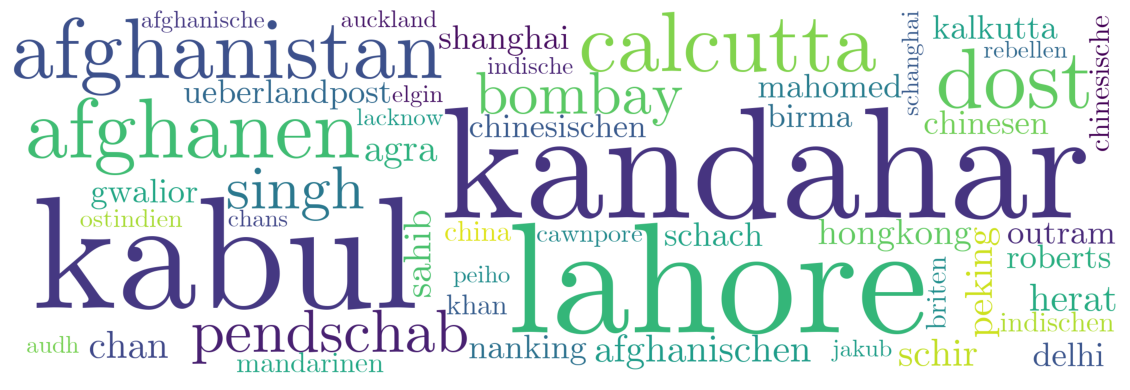 afghanische
auckland
afghanistan
shanghai
calcutta
schanghai
kalkutta
rebellen
chinesische
indische
dost
ueberlandpost
elgin
bombay
mahomed
afghanen
lacknow
chinesischen
birma
chinesen
agra
kandahar
gwalior
singh
ostindien
chans
kabul
sahib
china
cawnpore
schach
hongkong
outram
peking
lahore
peiho
briten
roberts
khan
herat
pendschab
indischen
audh
chan
nanking
afghanischen
jakub
schir
delhi
mandarinen